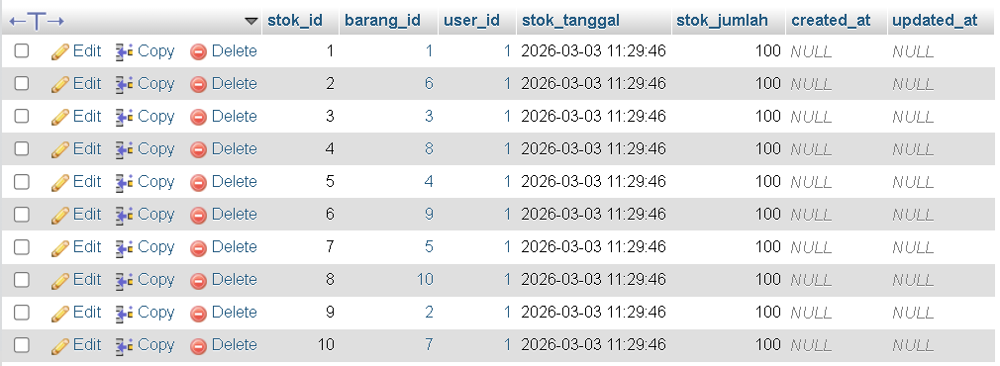 stok_id barang_id user_id stok_tanggal stok_jumlah created_at updated_at
Edit Copy Delete 1 1 1 2026-03-03 11:29:46 100 NULL NULL
Edit Copy Delete 2 6 1 2026-03-03 11:29:46 100 NULL NULL
Edit Copy Delete 3 3 1 2026-03-03 11:29:46 100 NULL NULL
Edit Copy Delete 4 8 1 2026-03-03 11:29:46 100 NULL NULL
Edit Copy Delete 5 4 1 2026-03-03 11:29:46 100 NULL NULL
Edit Copy Delete 6 9 1 2026-03-03 11:29:46 100 NULL NULL
Edit Copy Delete 7 5 1 2026-03-03 11:29:46 100 NULL NULL
Edit Copy Delete 8 10 1 2026-03-03 11:29:46 100 NULL NULL
Edit Copy Delete 9 2 1 2026-03-03 11:29:46 100 NULL NULL
Edit Copy Delete 10 7 1 2026-03-03 11:29:46 100 NULL NULL